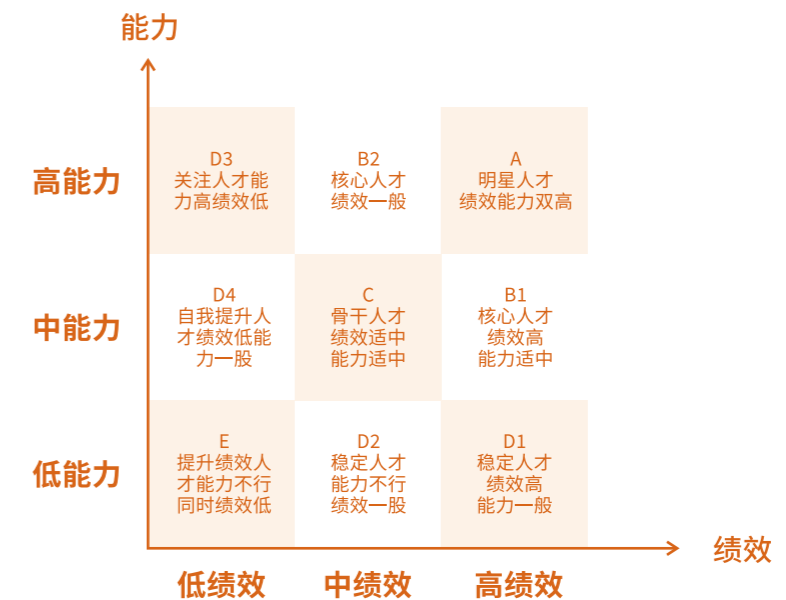 能力
高能力
D3
关注人才能
力高绩效低
B2
核心人才
绩效一般
A
明星人才
绩效能力双高
中能力
D4
自我提升人
才绩效低能
力一股
C
骨干人才
绩效适中
能力适中
B1
核心人才
绩效高
能力适中
低能力
E
提升绩效人
才能力不行
同时绩效低
D2
稳定人才
能力不行
绩效一股
D1
稳定人才
绩效高
能力一般
绩效
低绩效
中绩效
高绩效